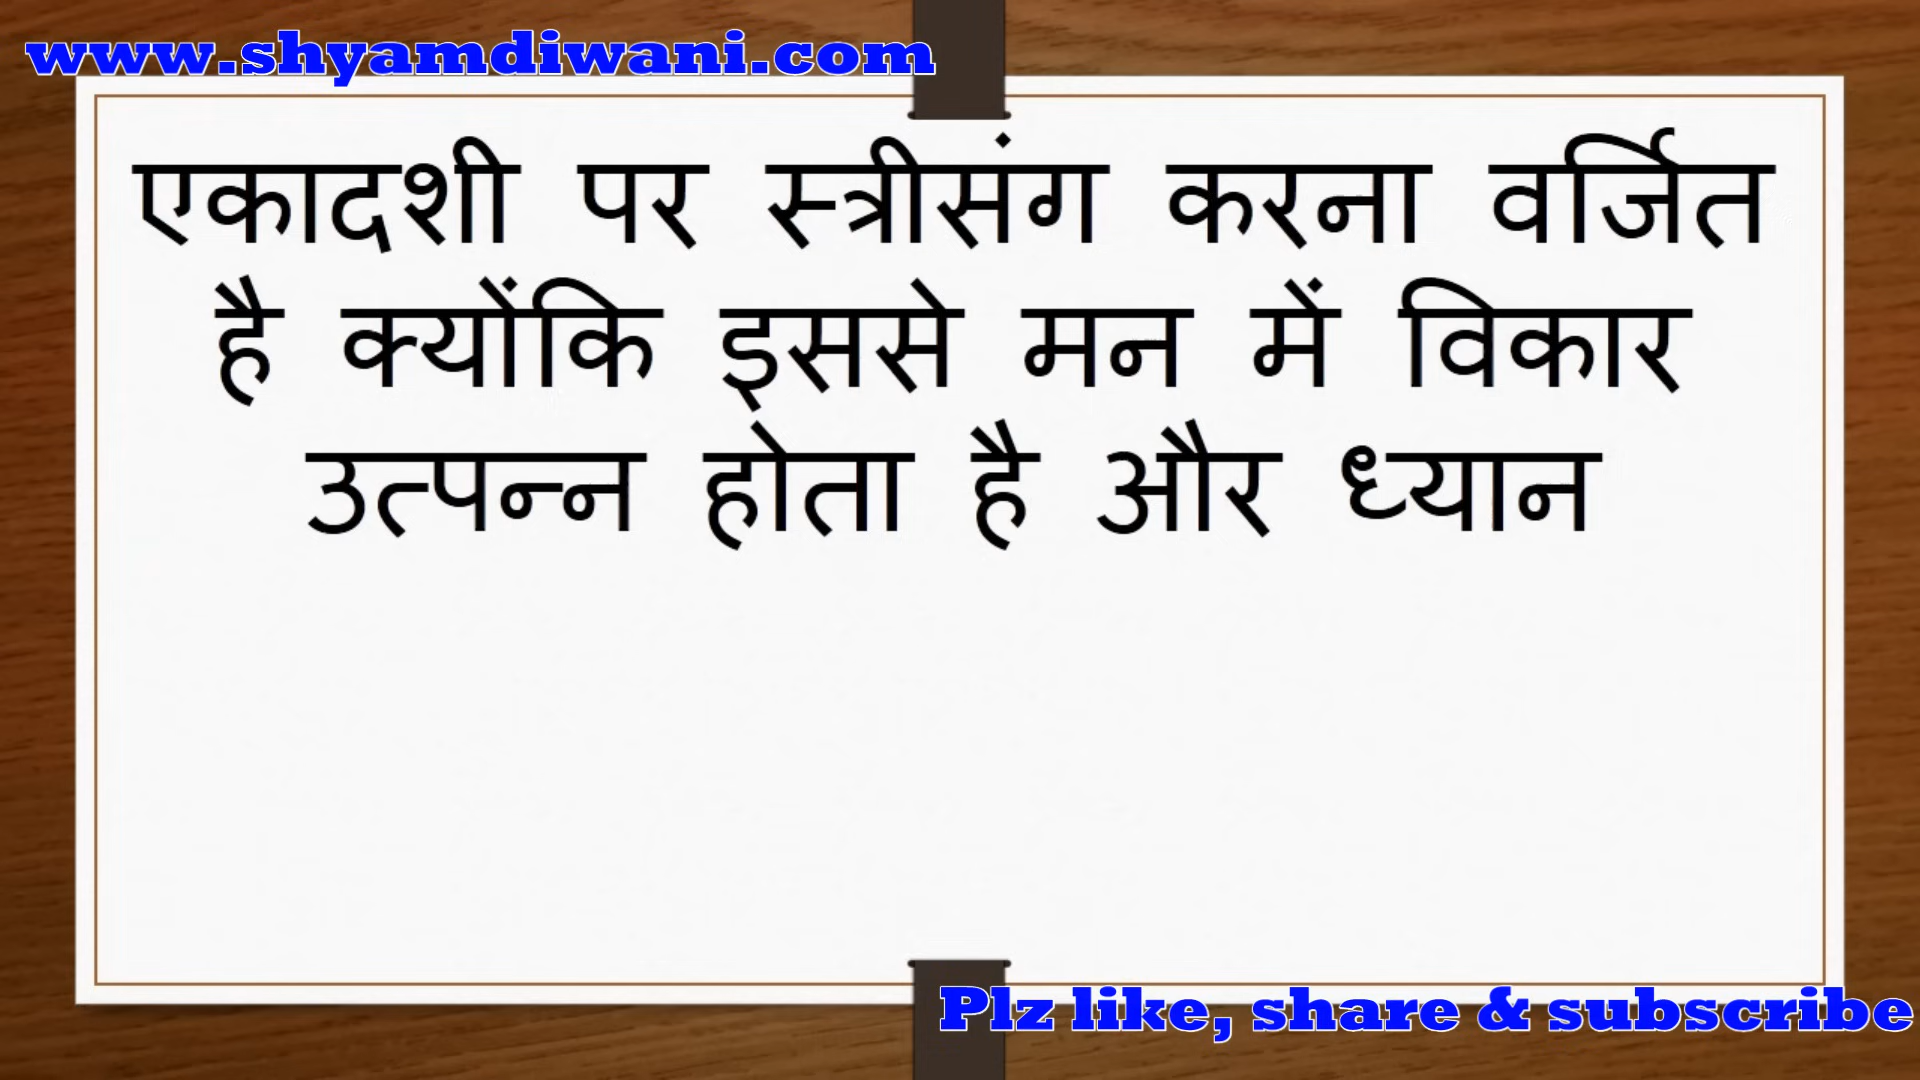 www.shyamdiwani.com
एकादशी पर स्त्रीसंग करना वर्जित
है क्योंकि इससे मन में विकार
उत्पन्न होता है और ध्यान
Plz like, share & subscribe